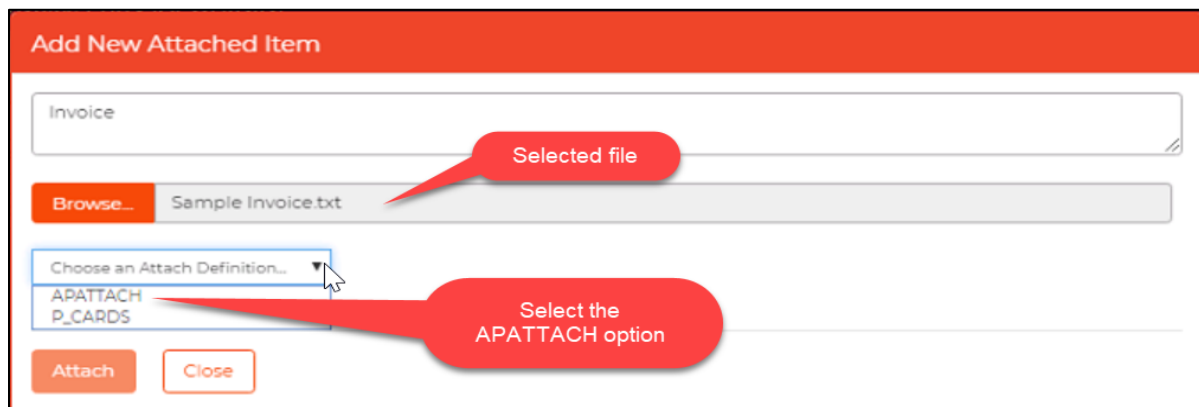 Add New Attached Item
Invoice
Selected file
Browse... Sample Invoice.txt
Choose an Attach Definition...
APATTACH
P_CARDS
Select the
APATTACH option
Attach Close